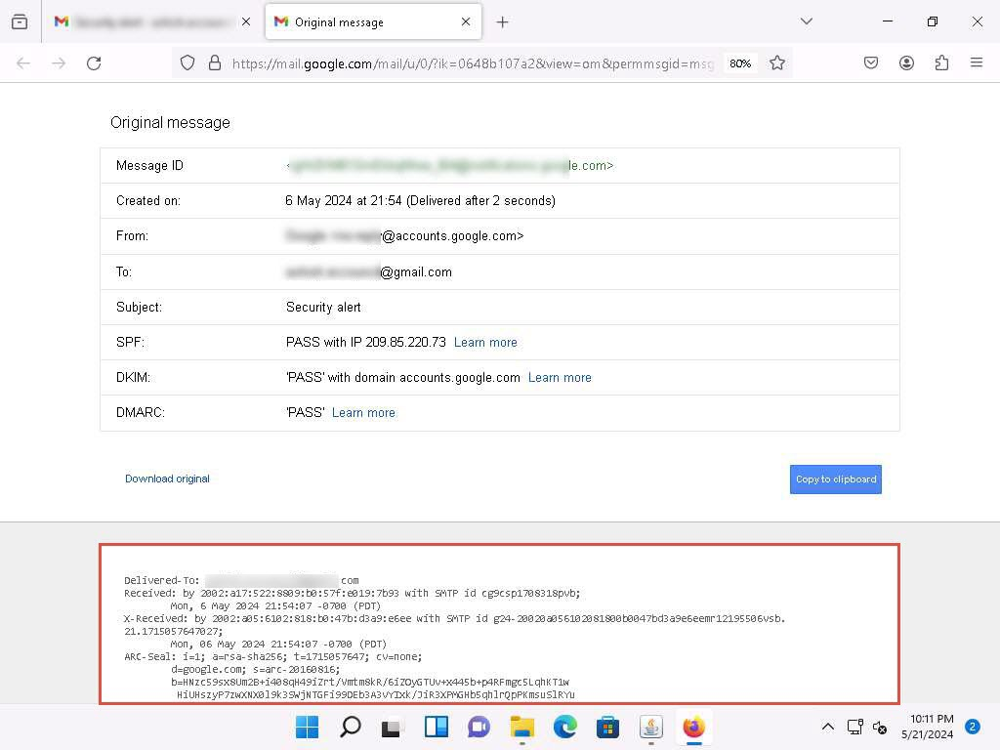 Original message
https://mail.google.com/mail/u/0/?ik=0648b107a2&view=om&permmsgid=msg
80%
Original message
Message ID
le.com>
Created on:
6 May 2024 at 21:54 (Delivered after 2 seconds)
From:
@accounts.google.com>
To:
@gmail.com
Subject:
Security alert
SPF:
PASS with IP 209.85.220.73 Learn more
DKIM:
'PASS' with domain accounts.google.com Learn more
DMARC:
'PASS' Learn more
Download original
Copy to clipboard
Delivered-To: com
Received: by 2002:a17:522:8809:b0:57f:e019:7b93 with SMTP id cg9csp1708318pvb;
Mon, 6 May 2024 21:54:07 -0700 (PDT)
X-Received: by 2002:a05:6102:818:b0:47b:d3a9:e6ee with SMTP id g24-20020a056102081800b0047bd3a9e6eemr12195506vsb.
21.1715057647027;
Mon, 06 May 2024 21:54:07 -0700 (PDT)
ARC-Seal: i=1; a=rsa-sha256; t=1715057647; cv=none;
d=google.com; s=arc-20160816;
b=HNzc59sx8Um2B+i408qH49iZrt/Vmtm8kR/6iZOyGTUv+x445b+p4RFmgc5LqhKT1w
HiUHszyP7zwXNX0l9k3SWjNTGFi99DEb3A3vYIxk/JiR3XPMGHb5qhlrQpPKmsuSlRYu
10:11 PM
5/21/2024
2